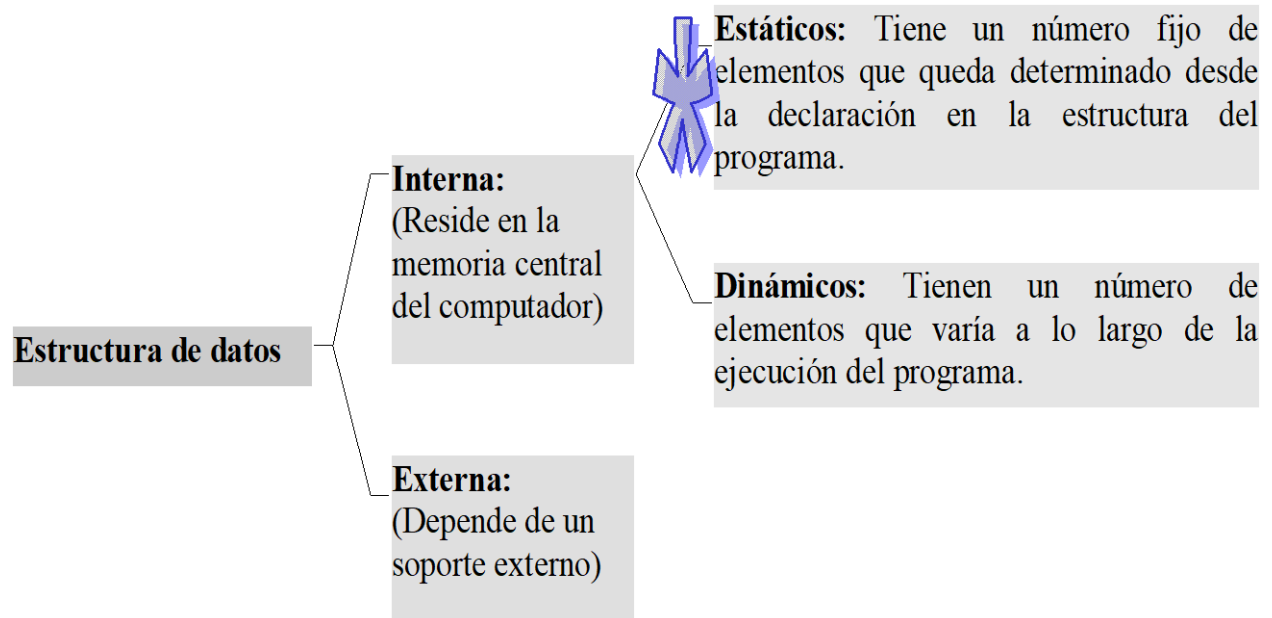 Estáticos: Tiene un número fijo de
elementos que queda determinado desde
la declaración en la estructura del
programa.
Interna:
(Reside en la
memoria central
del computador)
Dinámicos: Tienen un número de
elementos que varía a lo largo de la
ejecución del programa.
Estructura de datos
Externa:
(Depende de un
soporte externo)